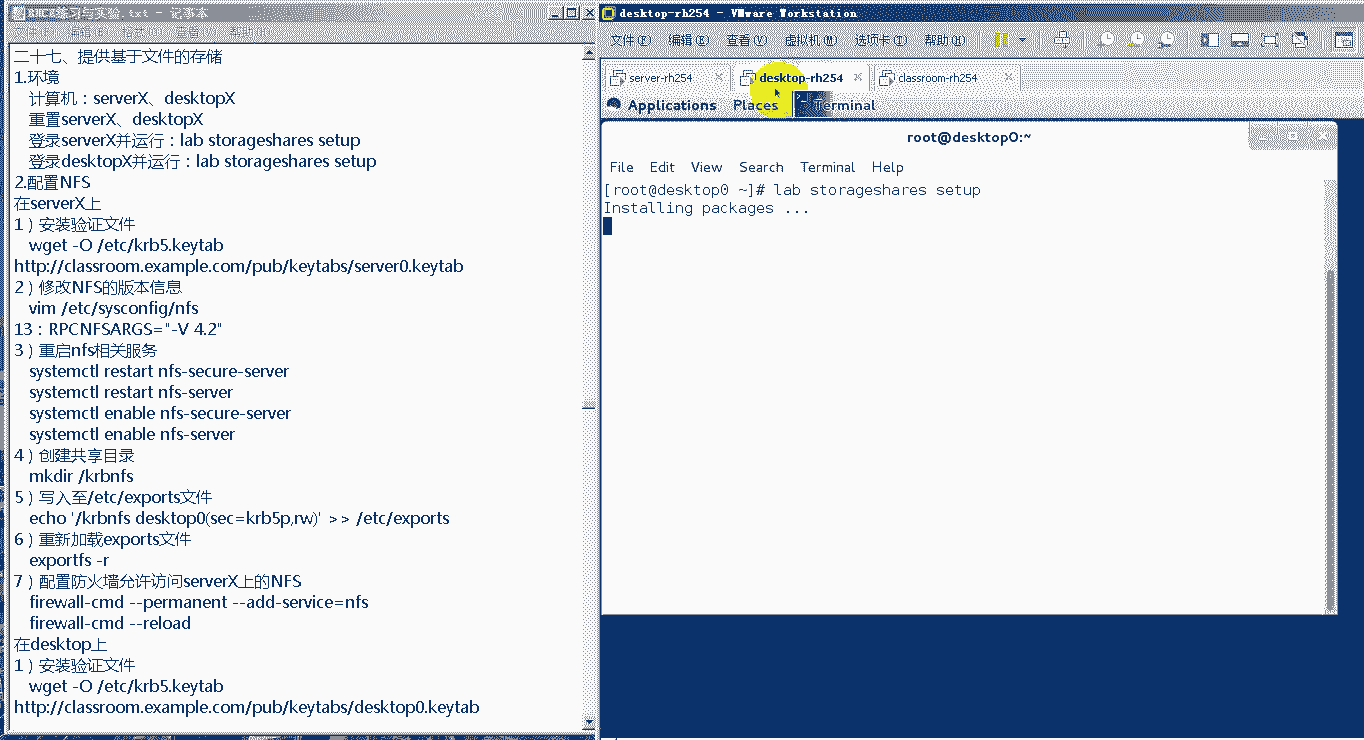 RHCE练习与实验.txt - 记事本
二十七、提供基于文件的存储
1.环境
计算机：serverX、desktopX
重置serverX、desktopX
登录serverX并运行：lab storageshares setup
登录desktopX并运行：lab storageshares setup
2.配置NFS
在serverX上
1）安装验证文件
wget -O /etc/krb5.keytab
http://classroom.example.com/pub/keytabs/server0.keytab
2）修改NFS的版本信息
vim /etc/sysconfig/nfs
13：RPCNFSARGS="-V 4.2"
3）重启nfs相关服务
systemctl restart nfs-secure-server
systemctl restart nfs-server
systemctl enable nfs-secure-server
systemctl enable nfs-server
4）创建共享目录
mkdir /krbnfs
5）写入至/etc/exports文件
echo '/krbnfs desktop0(sec=krb5p,rw)' >> /etc/exports
6）重新加载exports文件
exportfs -r
7）配置防火墙允许访问serverX上的NFS
firewall-cmd --permanent --add-service=nfs
firewall-cmd --reload
在desktop上
1）安装验证文件
wget -O /etc/krb5.keytab
http://classroom.example.com/pub/keytabs/desktop0.keytab
desktop-rh254 - VMware Workstation
文件(F) 编辑(E) 查看(V) 虚拟机(M) 选项卡(T) 帮助(H)
server-rh254 desktop-rh254 classroom-rh254
Applications Places Terminal
root@desktop0:~
File Edit View Search Terminal Help
[root@desktop0 ~]# lab storageshares setup
Installing packages ...